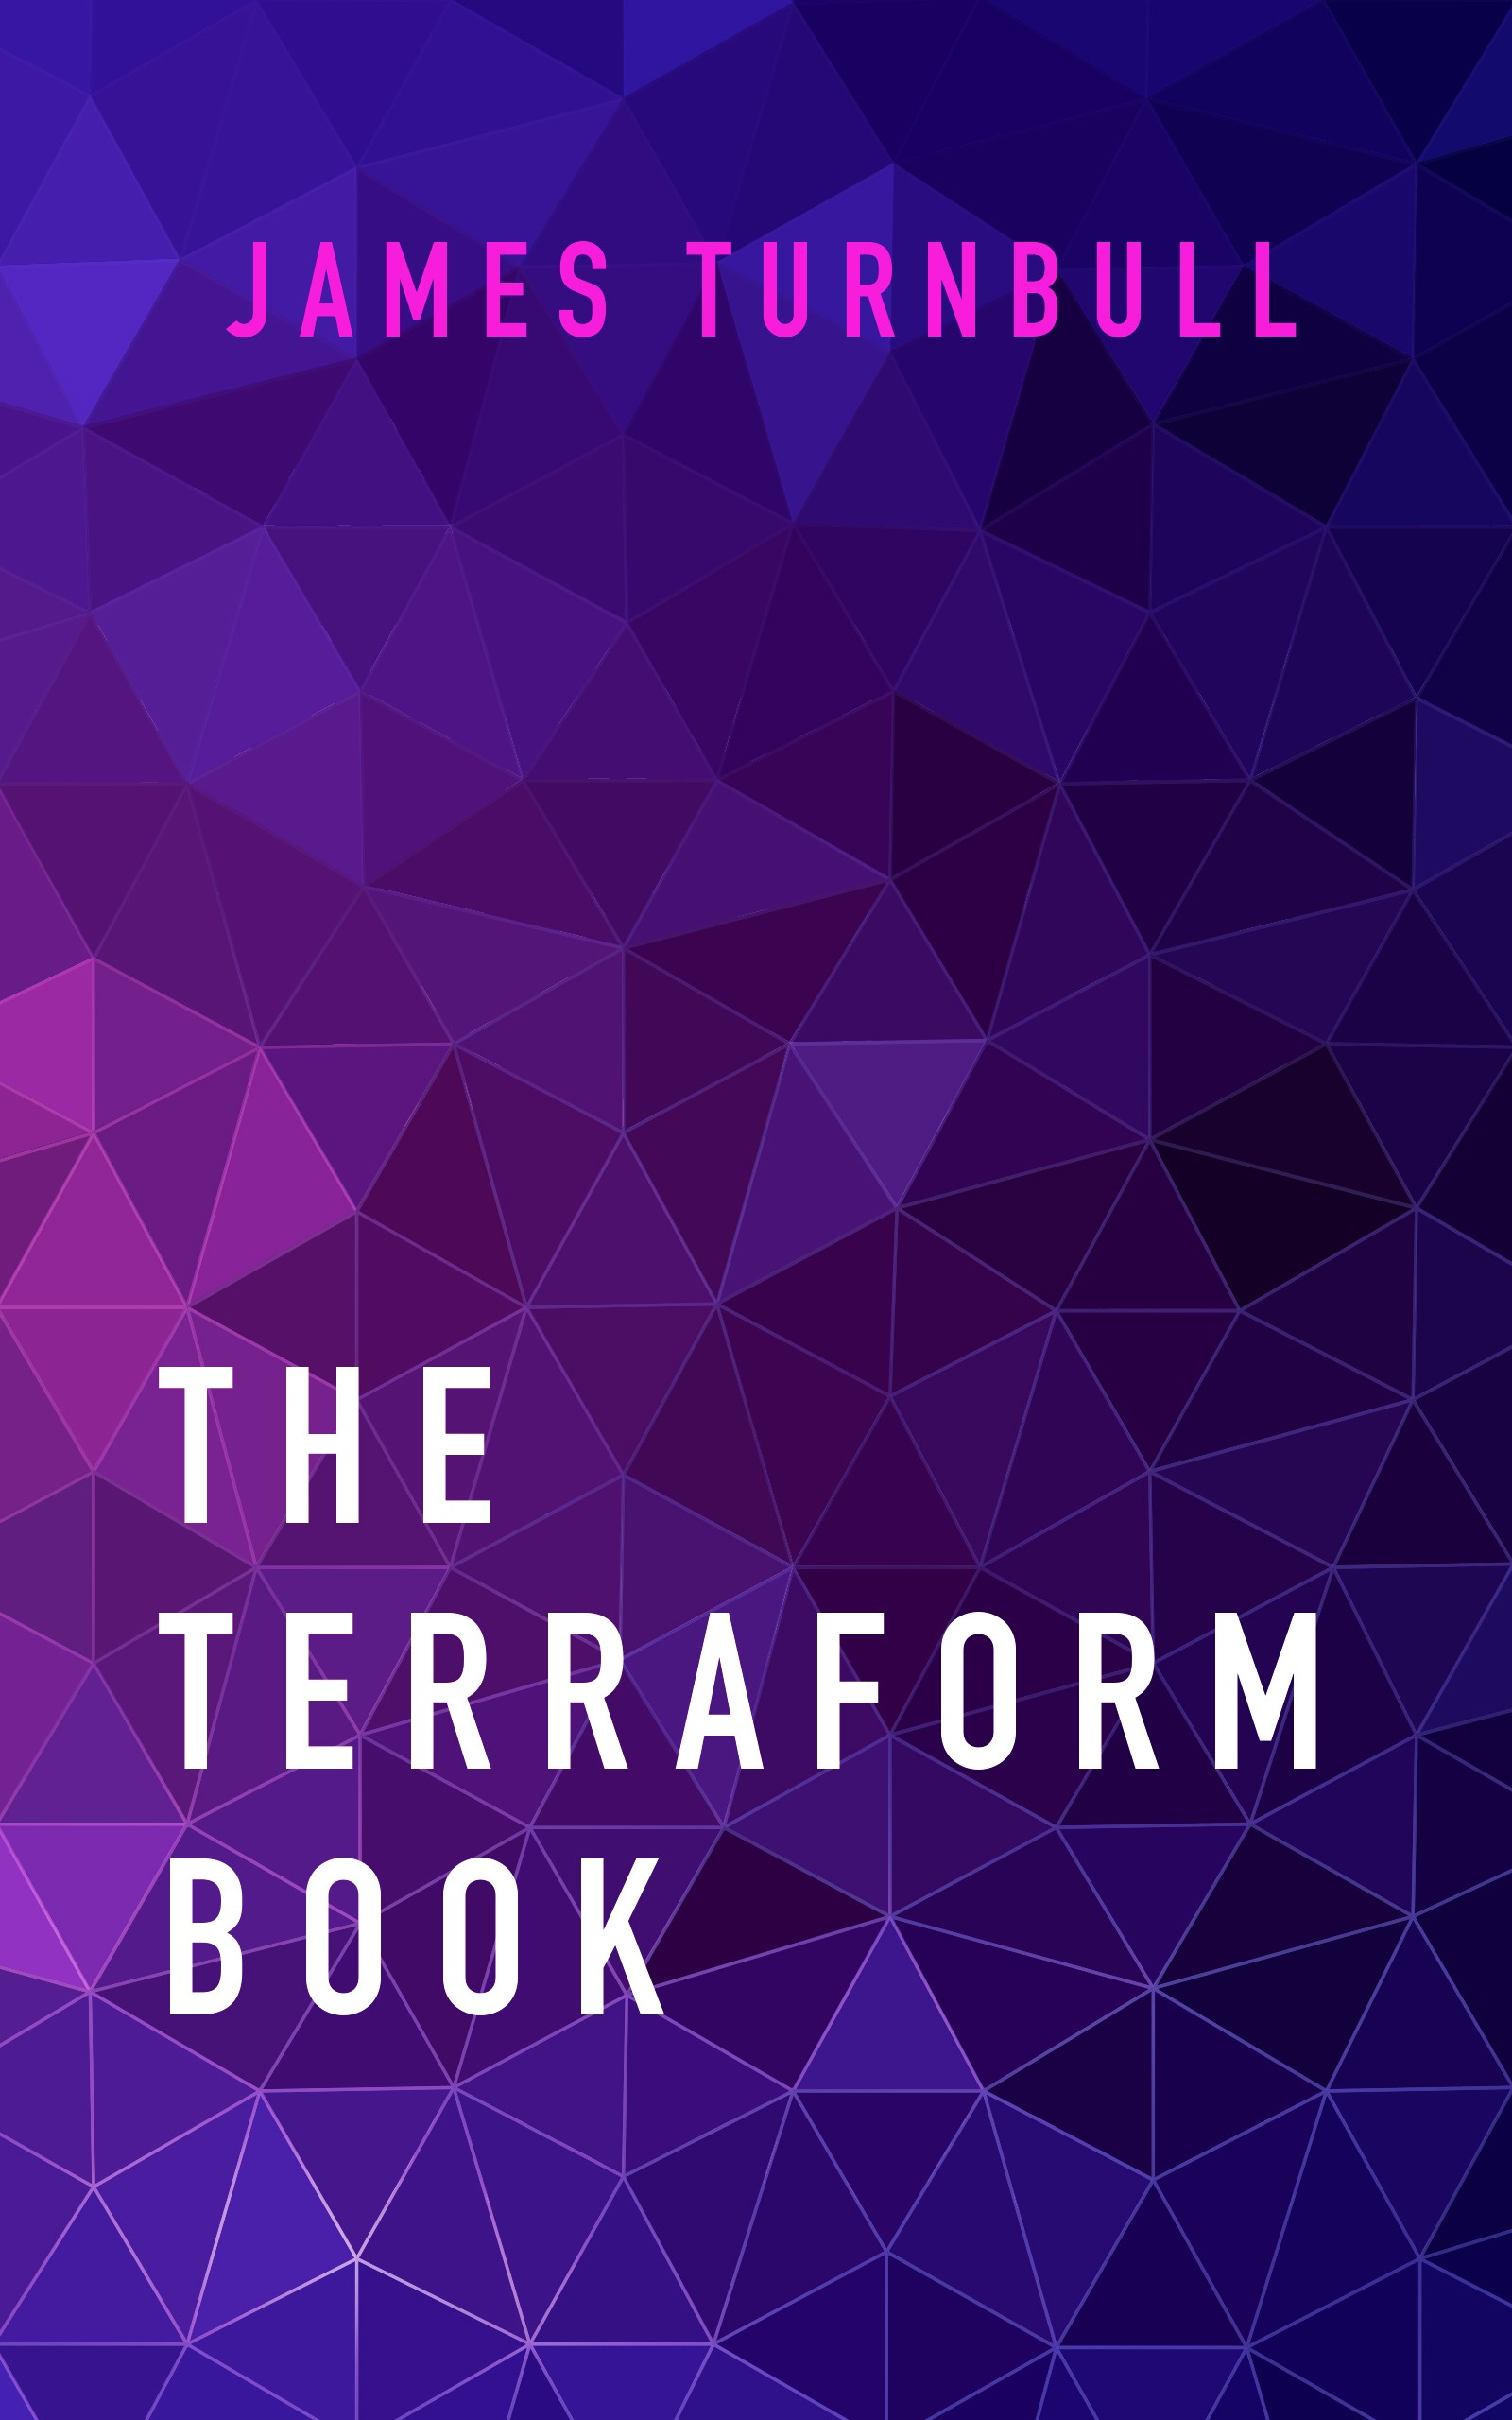 JAMES TURNBULL
THE
TERRAFORM
BOOK